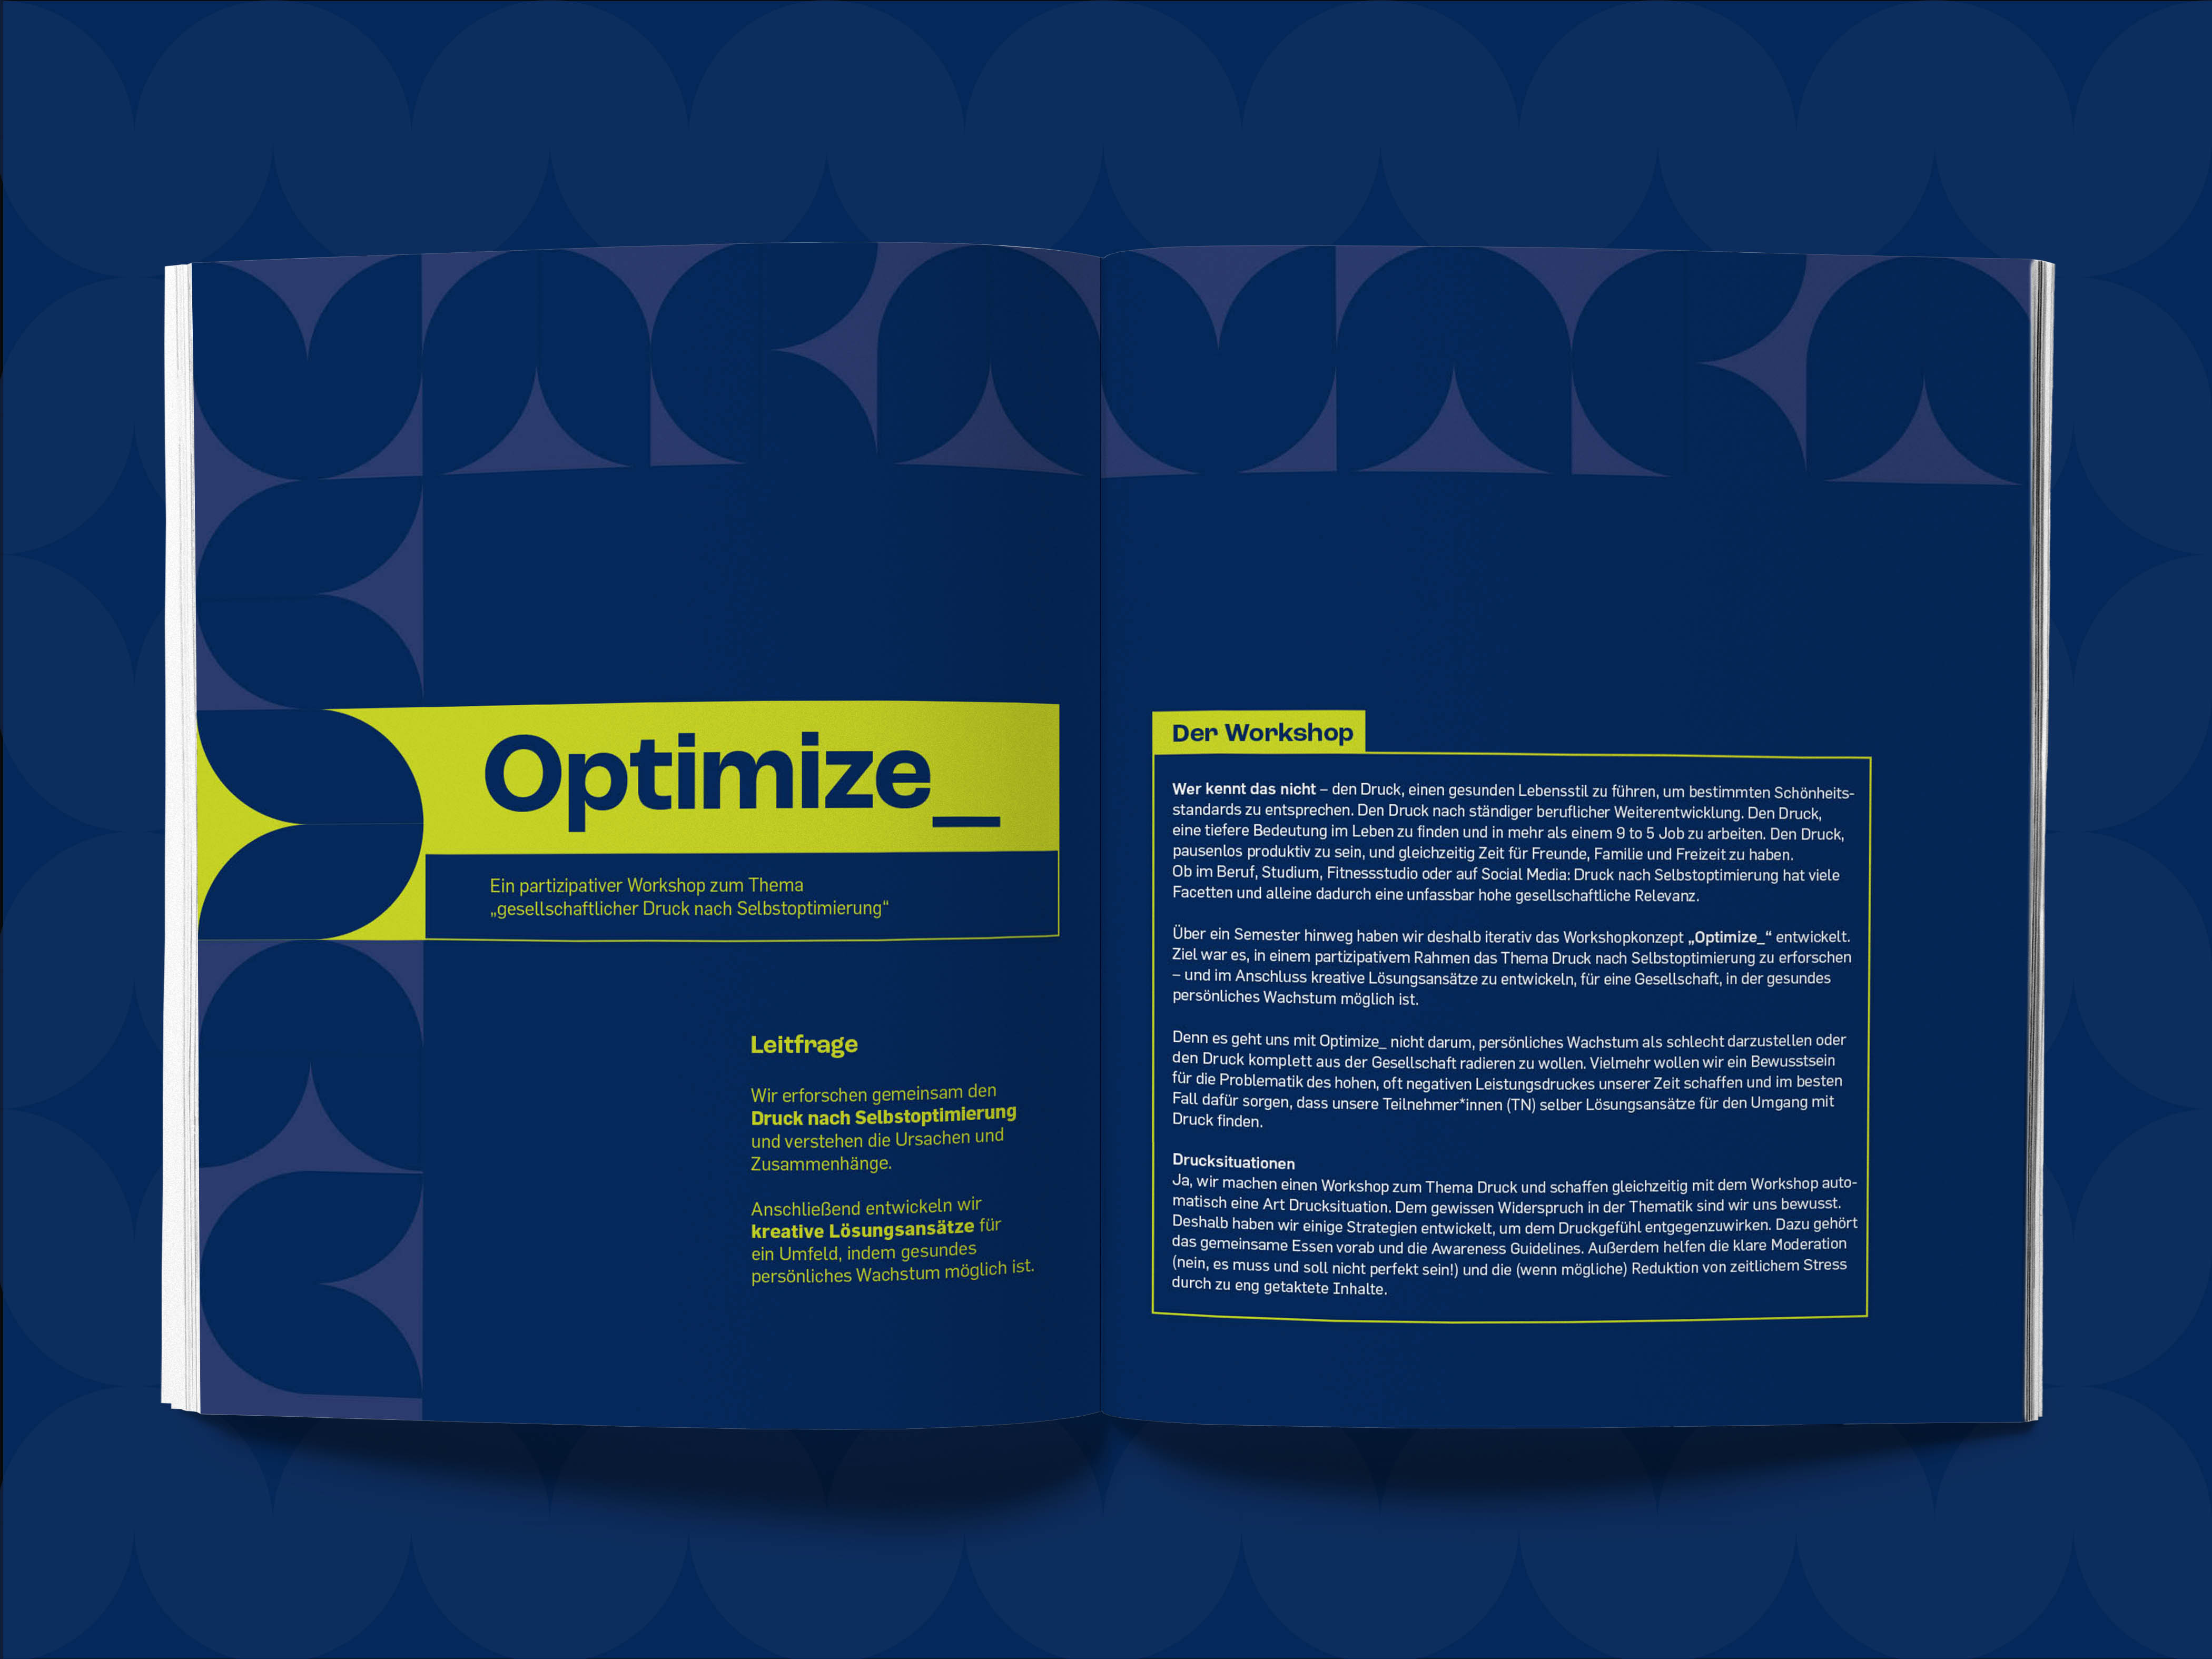 Optimize_
Ein partizipativer Workshop zum Thema
„gesellschaftlicher Druck nach Selbstoptimierung“
Leitfrage
Wir erforschen gemeinsam den
Druck nach Selbstoptimierung
und verstehen die Ursachen und
Zusammenhänge.
Anschließend entwickeln wir
kreative Lösungsansätze für
ein Umfeld, indem gesundes
persönliches Wachstum möglich ist.
Der Workshop
Wer kennt das nicht – den Druck, einen gesunden Lebensstil zu führen, um bestimmten Schönheits-
standards zu entsprechen. Den Druck nach ständiger beruflicher Weiterentwicklung. Den Druck,
eine tiefere Bedeutung im Leben zu finden und in mehr als einem 9 to 5 Job zu arbeiten. Den Druck,
pausenlos produktiv zu sein, und gleichzeitig Zeit für Freunde, Familie und Freizeit zu haben.
Ob im Beruf, Studium, Fitnessstudio oder auf Social Media: Druck nach Selbstoptimierung hat viele
Facetten und alleine dadurch eine unfassbar hohe gesellschaftliche Relevanz.
Über ein Semester hinweg haben wir deshalb iterativ das Workshopkonzept „Optimize_“ entwickelt.
Ziel war es, in einem partizipativem Rahmen das Thema Druck nach Selbstoptimierung zu erforschen
– und im Anschluss kreative Lösungsansätze zu entwickeln, für eine Gesellschaft, in der gesundes
persönliches Wachstum möglich ist.
Denn es geht uns mit Optimize_ nicht darum, persönliches Wachstum als schlecht darzustellen oder
den Druck komplett aus der Gesellschaft radieren zu wollen. Vielmehr wollen wir ein Bewusstsein
für die Problematik des hohen, oft negativen Leistungsdruckes unserer Zeit schaffen und im besten
Fall dafür sorgen, dass unsere Teilnehmer*innen (TN) selber Lösungsansätze für den Umgang mit
Druck finden.
Drucksituationen
Ja, wir machen einen Workshop zum Thema Druck und schaffen gleichzeitig mit dem Workshop auto-
matisch eine Art Drucksituation. Dem gewissen Widerspruch in der Thematik sind wir uns bewusst.
Deshalb haben wir einige Strategien entwickelt, um dem Druckgefühl entgegenzuwirken. Dazu gehört
das gemeinsame Essen vorab und die Awareness Guidelines. Außerdem helfen die klare Moderation
(nein, es muss und soll nicht perfekt sein!) und die (wenn mögliche) Reduktion von zeitlichem Stress
durch zu eng getaktete Inhalte.